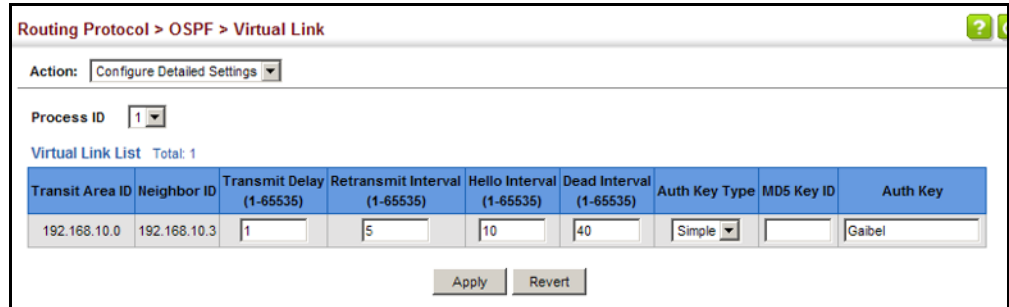 Routing Protocol > OSPF > Virtual Link ?
Action: Configure Detailed Settings
Process ID 1
Virtual Link List Total: 1
Transit Area ID Neighbor ID Transmit Delay (1-65535) Retransmit Interval (1-65535) Hello Interval (1-65535) Dead Interval (1-65535) Auth Key Type MD5 Key ID Auth Key
192.168.10.0 192.168.10.3 1 5 10 40 Simple Gaibel
Apply Revert